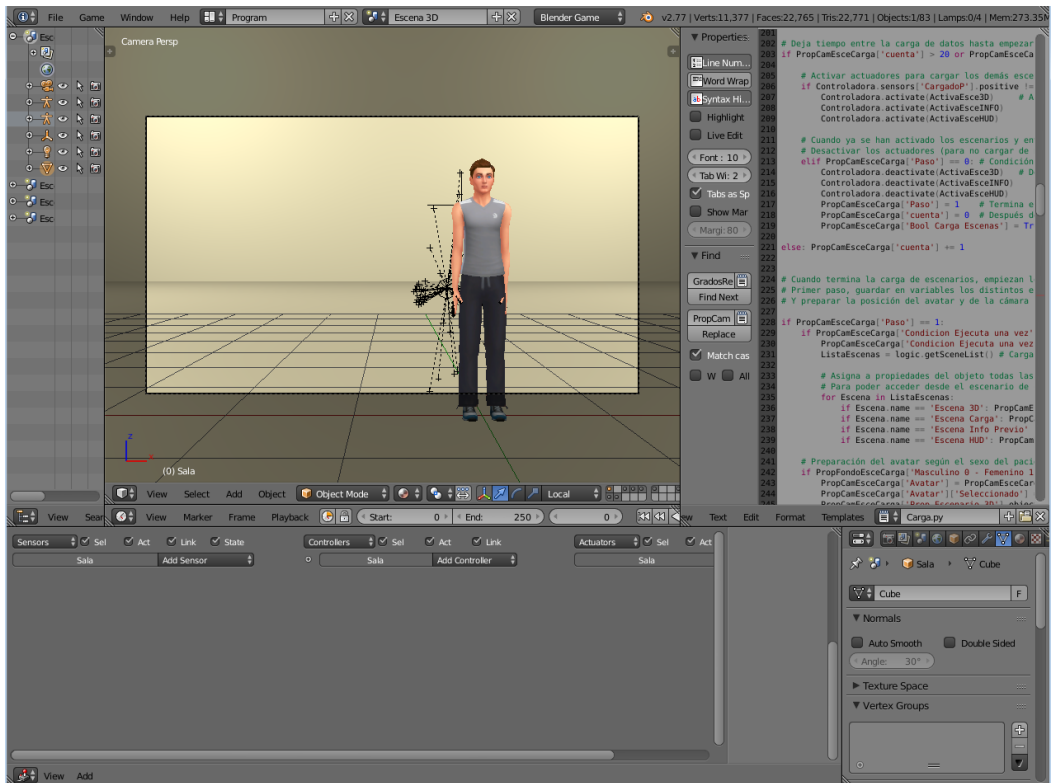 File Game Window Help Program Escena 3D Blender Game v2.77 | Verts:11,377 | Faces:22,765 | Tris:22,771 | Objects:1/83 | Lamps:0/4 | Mem:273.35M
Esc
Esc
Esc
Esc
Camera Persp
z
x
(0) Sala
View Select Add Object Object Mode Local
Properties
Line Num...
Word Wrap
Syntax Hi...
Highlight
Live Edit
Font : 10
Tab Wi: 2
Tabs as Sp
Show Mar
Margi: 80
Find
GradosRe
Find Next
PropCam
Replace
Match cas
W All
201
202 # Deja tiempo entre la carga de datos hasta empezar
203 if PropCamEsceCarga['cuenta'] > 20 or PropCamEsceCa
204
205 # Activar actuadores para cargar los demás esce
206 if Controladora.sensors['CargadoP'].positive !=
207 Controladora.activate(ActivaEsce3D) # A
208 Controladora.activate(ActivaEsceINFO)
209 Controladora.activate(ActivaEsceHUD)
210
211 # Cuando ya se han activado los escenarios y en
212 # Desactivar los actuadores (para no cargar de
213 elif PropCamEsceCarga['Paso'] == 0: # Condición
214 Controladora.deactivate(ActivaEsce3D) # D
215 Controladora.deactivate(ActivaEsceINFO)
216 Controladora.deactivate(ActivaEsceHUD)
217 PropCamEsceCarga['Paso'] = 1 # Termina e
218 PropCamEsceCarga['cuenta'] = 0 # Después d
219 PropCamEsceCarga['Bool Carga Escenas'] = Tr
220
221 else: PropCamEsceCarga['cuenta'] += 1
222
223
224 # Cuando termina la carga de escenarios, empiezan l
225 # Primer paso, guardar en variables los distintos e
226 # Y preparar la posición del avatar y de la cámara
227
228 if PropCamEsceCarga['Paso'] == 1:
229 if PropCamEsceCarga['Condicion Ejecuta una vez'
230 PropCamEsceCarga['Condicion Ejecuta una vez
231 ListaEscenas = logic.getSceneList() # Carga
232
233 # Asigna a propiedades del objeto todas las
234 # Para poder acceder desde el escenario de
235 for Escena in ListaEscenas:
236 if Escena.name == 'Escena 3D': PropCamE
237 if Escena.name == 'Escena Carga': PropC
238 if Escena.name == 'Escena Info Previo'
239 if Escena.name == 'Escena HUD': PropCam
240
241 # Preparación del avatar según el sexo del paci
242 if PropFondoEsceCarga['Masculino 0 - Femenino 1
243 PropCamEsceCarga['Avatar'] = PropCamEsceCar
244 PropCamEsceCarga['Avatar']['Seleccionado']
View Sear View Marker Frame Playback Start: 0 End: 250 0 ew Text Edit Format Templates Carga.py
Sensors Sel Act Link State Controllers Sel Act Link Actuators Sel Act
Sala Add Sensor Sala Add Controller Sala
Sala Cube
Cube F
Normals
Auto Smooth Double Sided
Angle: 30°
Texture Space
Vertex Groups
View Add